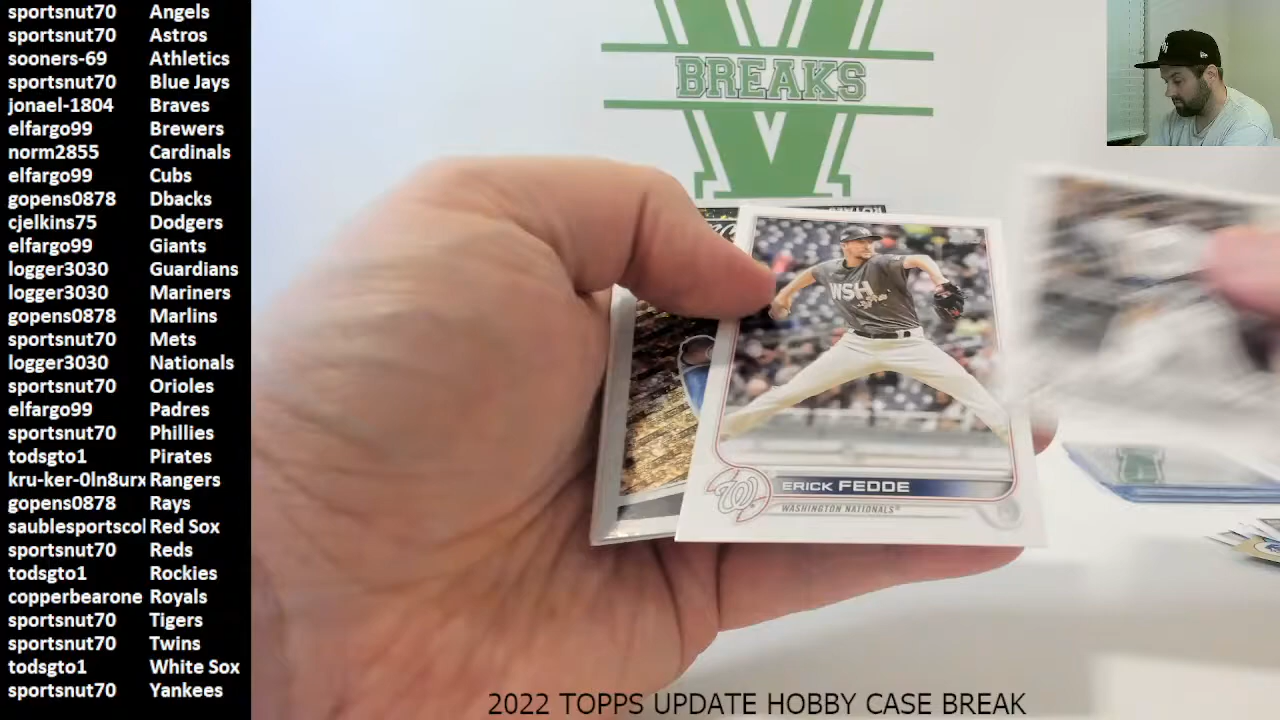 sportsnut70 Angels
sportsnut70 Astros
sooners-69 Athletics
sportsnut70 Blue Jays
jonael-1804 Braves
elfargo99 Brewers
norm2855 Cardinals
elfargo99 Cubs
gopens0878 Dbacks
cjelkins75 Dodgers
elfargo99 Giants
logger3030 Guardians
logger3030 Mariners
gopens0878 Marlins
sportsnut70 Mets
logger3030 Nationals
sportsnut70 Orioles
elfargo99 Padres
sportsnut70 Phillies
todsgto1 Pirates
kru-ker-0ln8urx Rangers
gopens0878 Rays
saublesportscol Red Sox
sportsnut70 Reds
todsgto1 Rockies
copperbearone Royals
sportsnut70 Tigers
sportsnut70 Twins
todsgto1 White Sox
sportsnut70 Yankees
V
BREAKS
WSH
W
ERICK FEDDE
WASHINGTON NATIONALS®
2022 TOPPS UPDATE HOBBY CASE BREAK